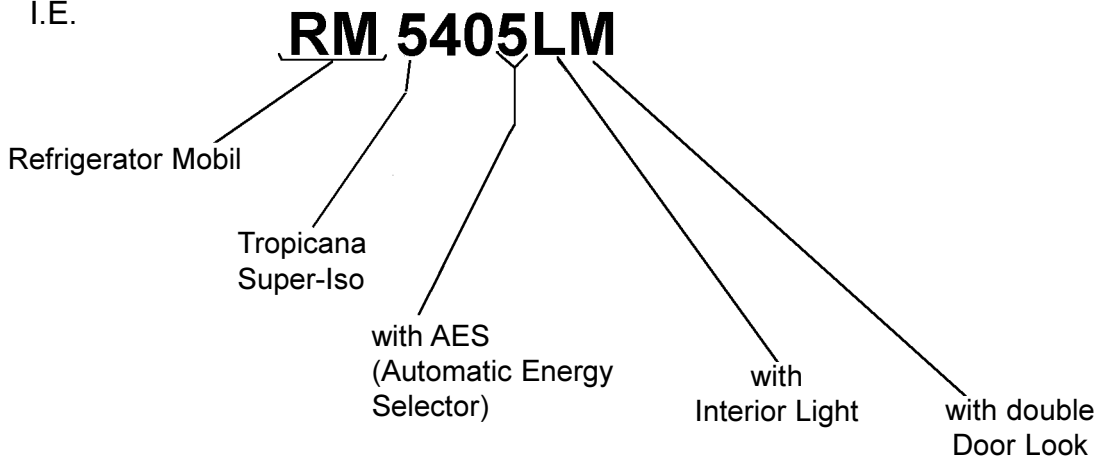 I.E.
RM 5405LM
Refrigerator Mobil
Tropicana
Super-Iso
with AES
(Automatic Energy
Selector)
with
Interior Light
with double
Door Look